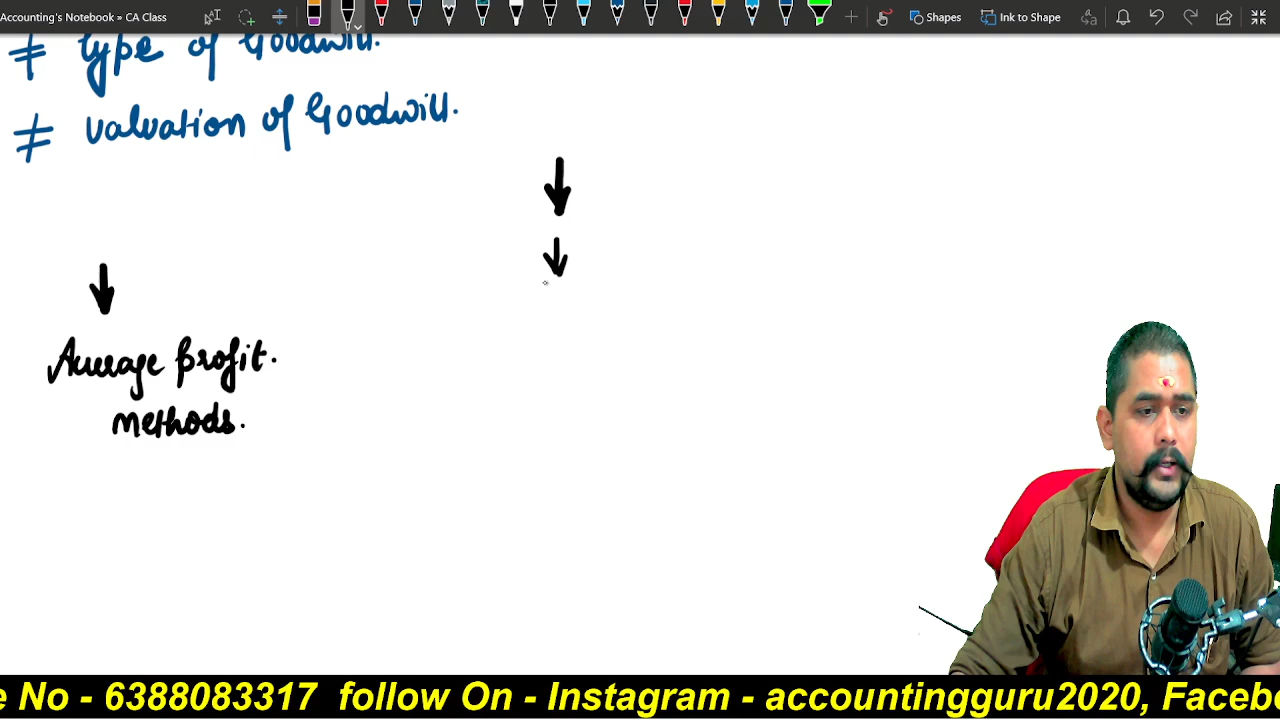 Accounting's Notebook » CA Class
Shapes
Ink to Shape
# type of Goodwill.
# valuation of Goodwill.
Average profit.
methods.
e No - 6388083317 follow On - Instagram - accountingguru2020, Facebo